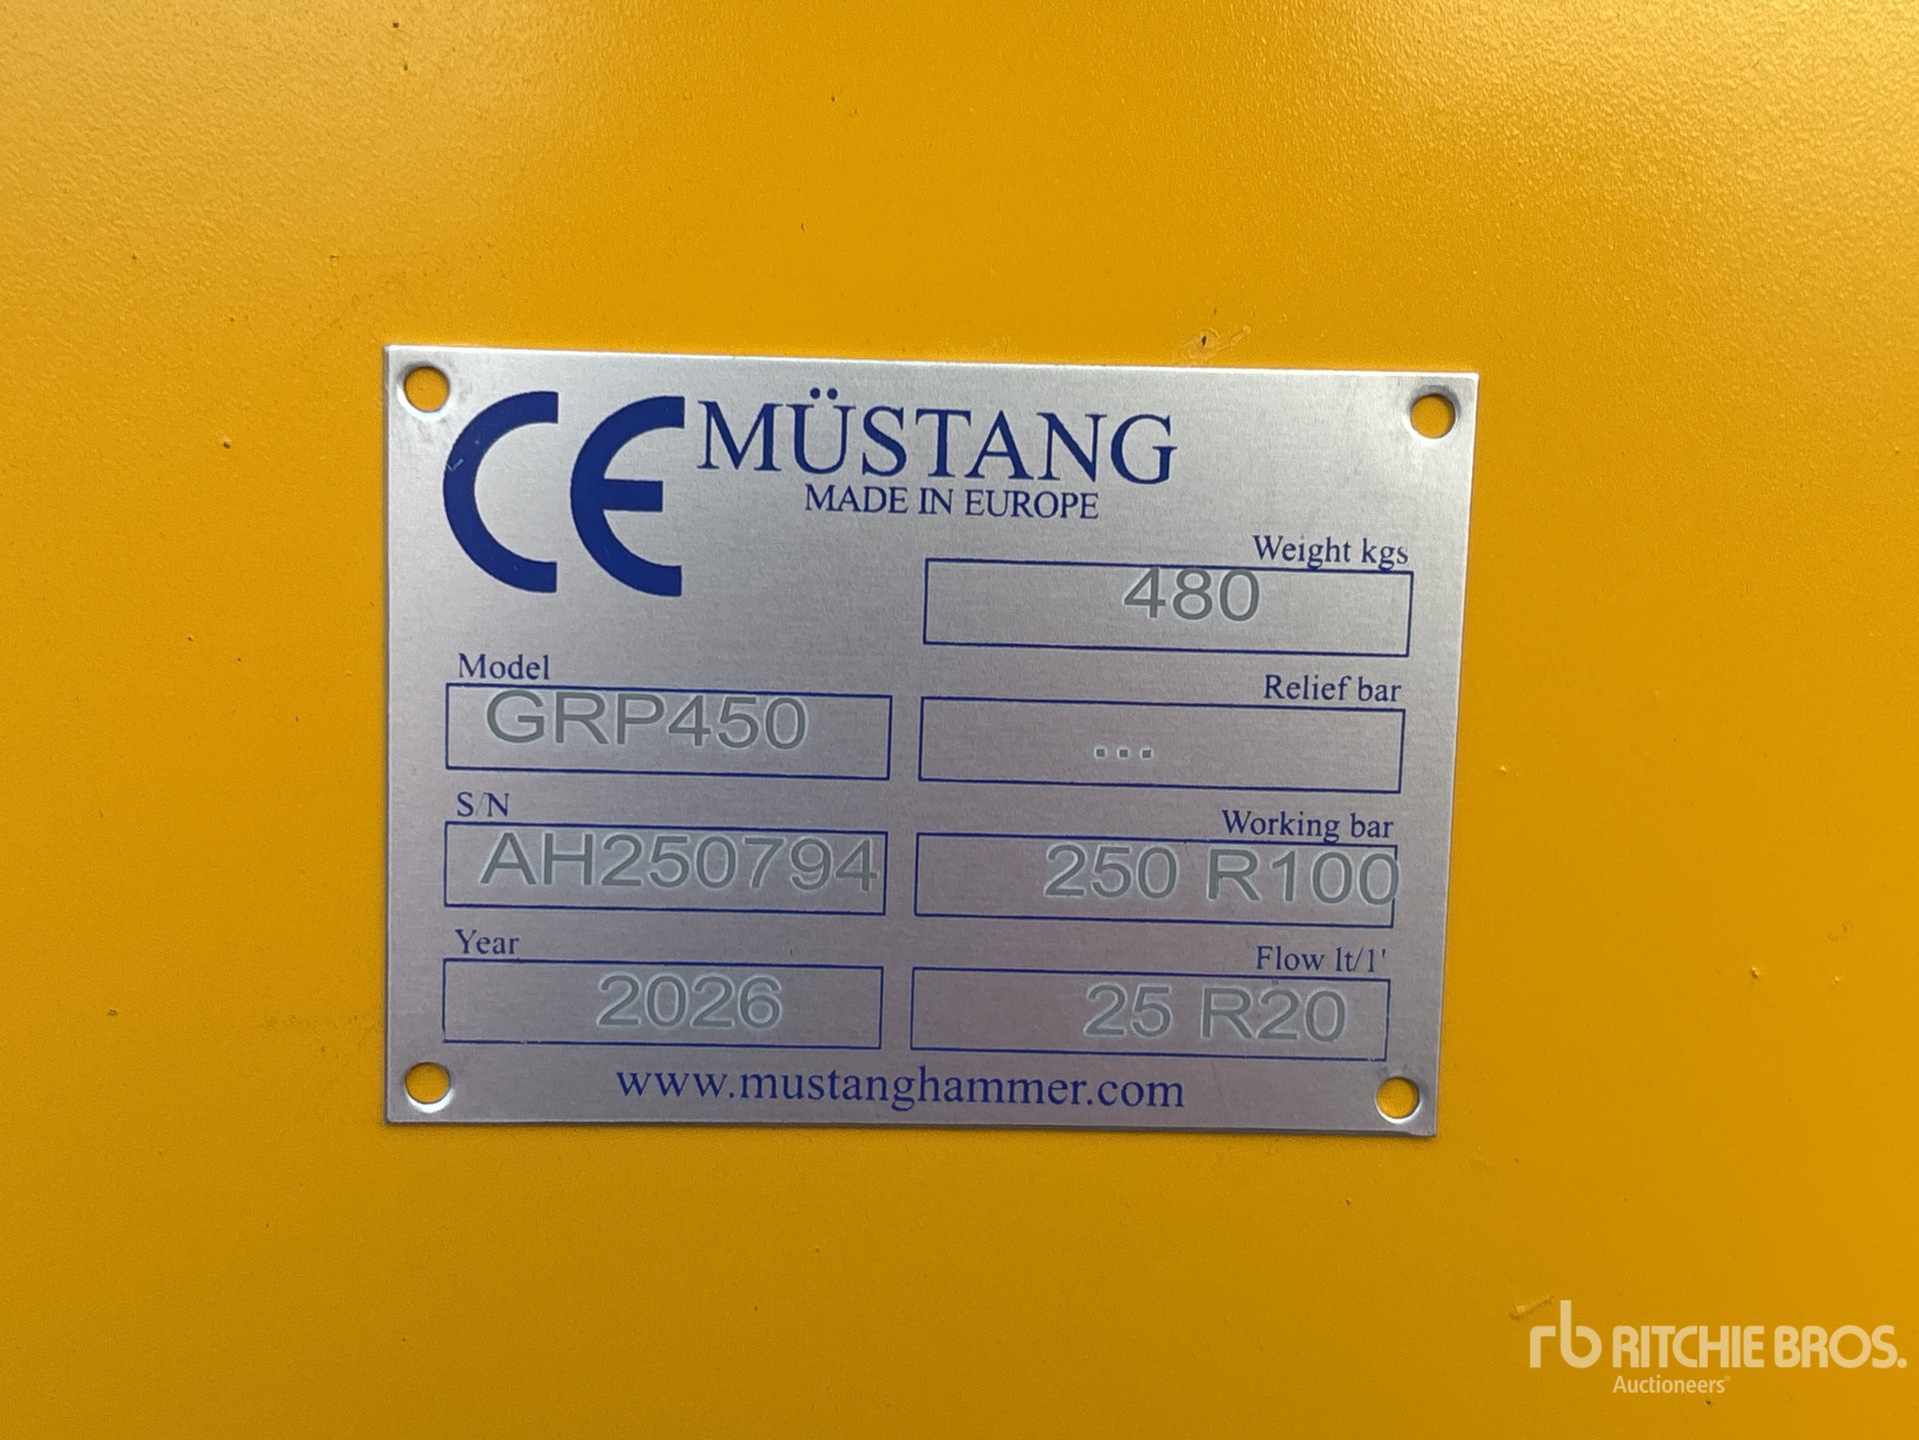 CE MÜSTANG
MADE IN EUROPE
Weight kgs
480
Model
GRP450
Relief bar
...
S/N
AH250794
Working bar
250 R100
Year
2026
Flow lt/1'
25 R20
www.mustanghammer.com
rb RITCHIE BROS.
Auctioneers